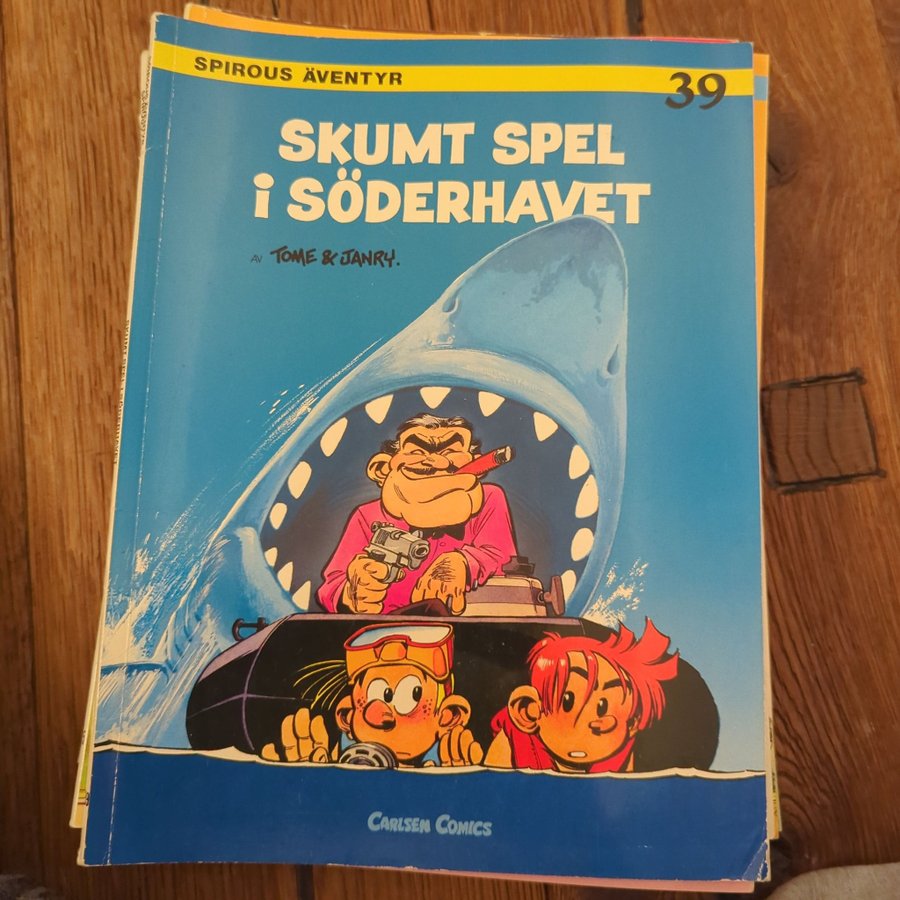 SPIROUS ÄVENTYR
39
SKUMT SPEL
i SÖDERHAVET
AV TOME & JANRY.
CARLSEN COMICS